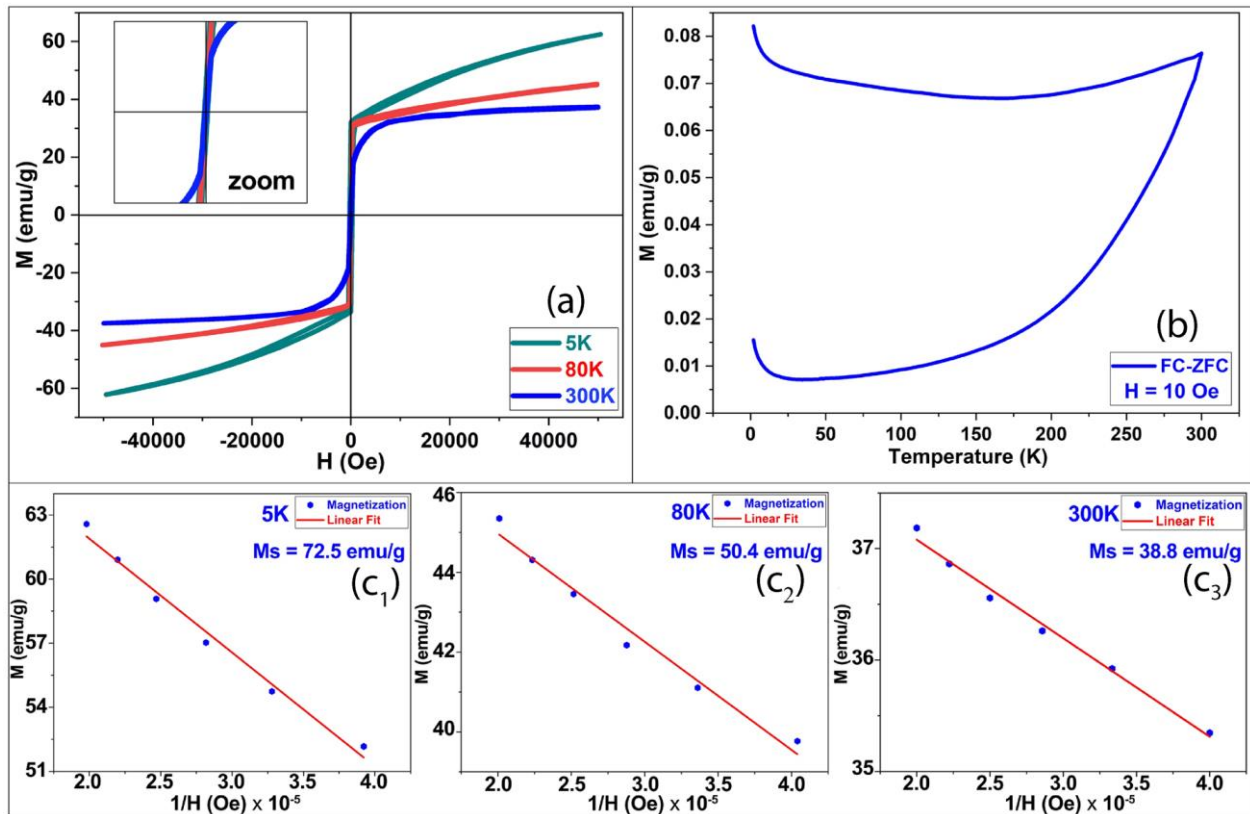 60
40
20
0
-20
-40
-60
M (emu/g)
zoom
(a)
5K
80K
300K
-40000 -20000 0 20000 40000
H (Oe)
0.08
0.07
0.06
0.05
0.04
0.03
0.02
0.01
0.00
M (emu/g)
(b)
FC-ZFC
H = 10 Oe
0 50 100 150 200 250 300
Temperature (K)
63
60
57
54
51
M (emu/g)
5K
Magnetization
Linear Fit
Ms = 72.5 emu/g
(c1)
2.0 2.5 3.0 3.5 4.0
1/H (Oe) x 10-5
46
44
42
40
M (emu/g)
80K
Magnetization
Linear Fit
Ms = 50.4 emu/g
(c2)
2.0 2.5 3.0 3.5 4.0
1/H (Oe) x 10-5
37
36
35
M (emu/g)
300K
Magnetization
Linear Fit
Ms = 38.8 emu/g
(c3)
2.0 2.5 3.0 3.5 4.0
1/H (Oe) x 10-5